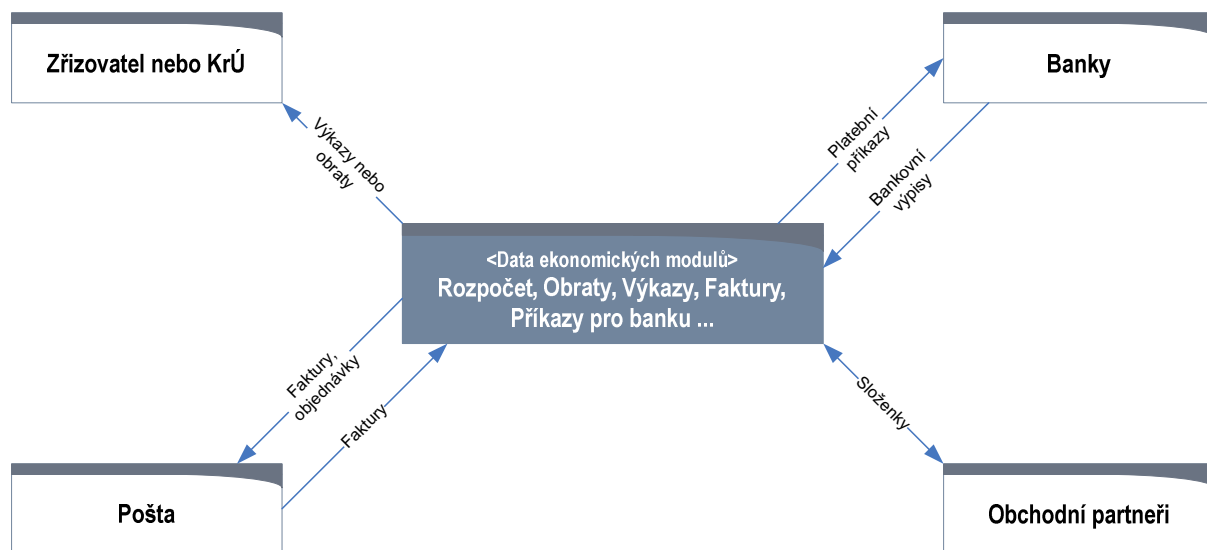 Zřizovatel nebo KrÚ
Banky
Výkazy nebo
obraty
Platební
příkazy
Bankovní
výpisy
<Data ekonomických modulů>
Rozpočet, Obraty, Výkazy, Faktury,
Příkazy pro banku ...
Faktury,
objednávky
Faktury
Složenky
Pošta
Obchodní partneři